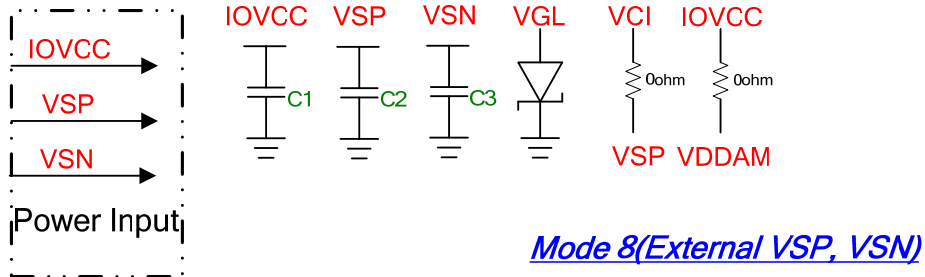 IOVCC VSP VSN VGL VCI IOVCC
IOVCC
VSP
VSN
Power Input
C1 C2 C3 0ohm 0ohm
VSP VDDAM
Mode 8(External VSP, VSN)